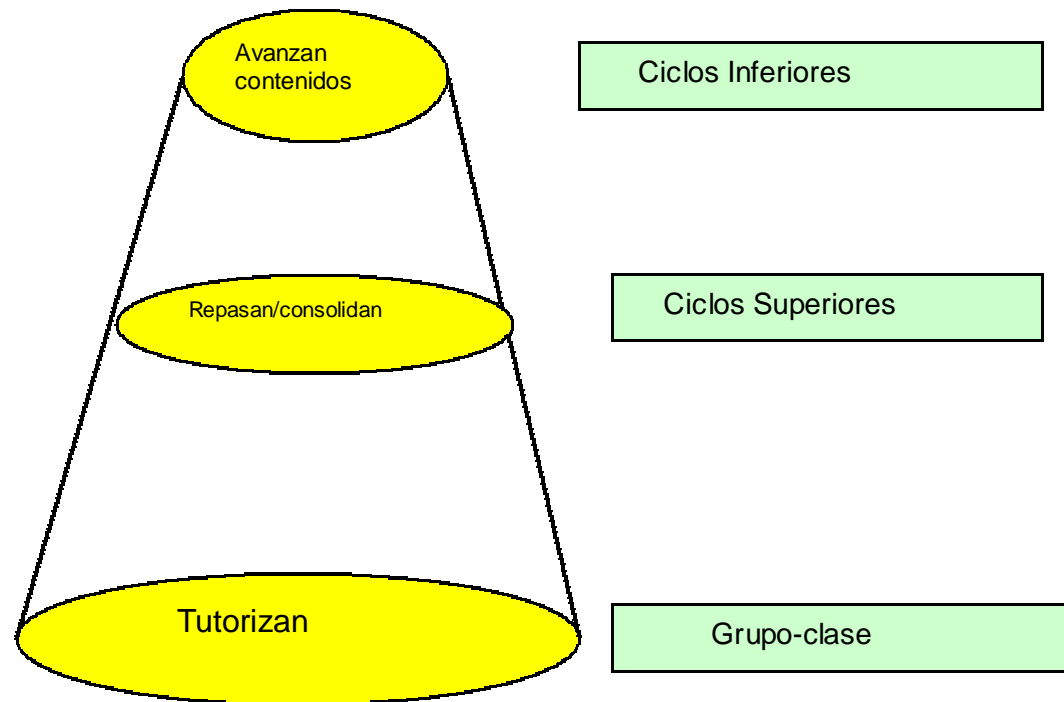 Avanzan
contenidos
Ciclos Inferiores
Repasan/consolidan
Ciclos Superiores
Tutorizan
Grupo-clase